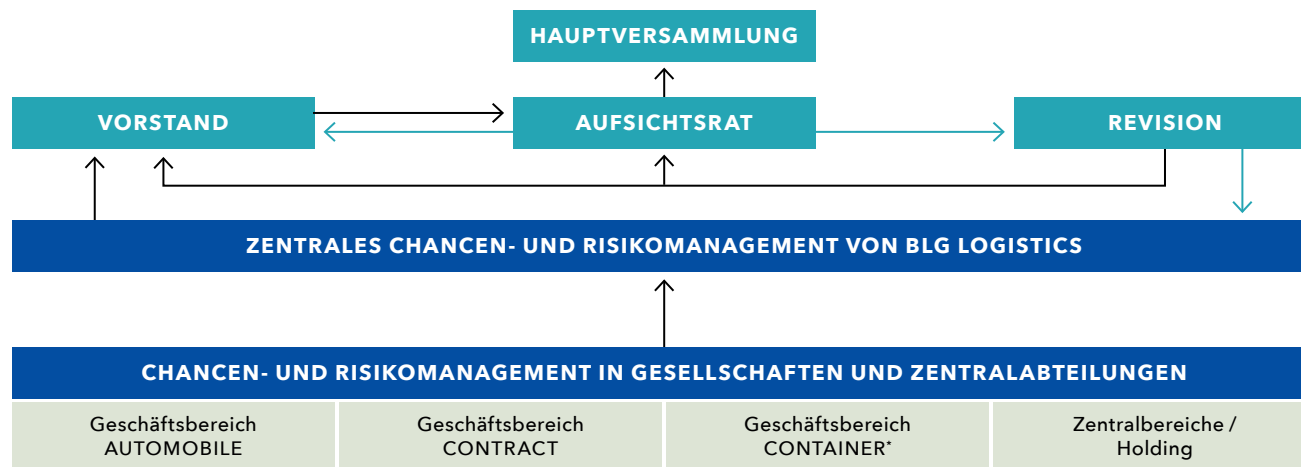 HAUPTVERSAMMLUNG
VORSTAND
AUFSICHTSRAT
REVISION
ZENTRALES CHANCEN- UND RISIKOMANAGEMENT VON BLG LOGISTICS
CHANCEN- UND RISIKOMANAGEMENT IN GESELLSCHAFTEN UND ZENTRALABTEILUNGEN
Geschäftsbereich
AUTOMOBILE
Geschäftsbereich
CONTRACT
Geschäftsbereich
CONTAINER*
Zentralbereiche /
Holding